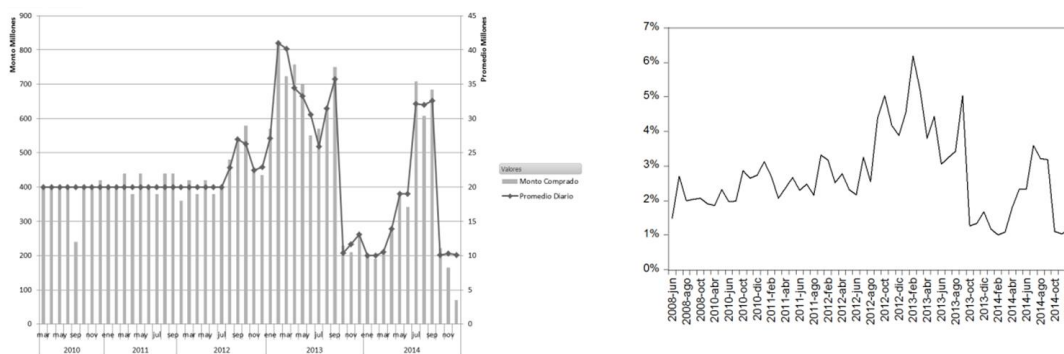 Monto Millones
900
800
700
600
500
400
300
200
100
0
45
40
35
30
25
20
15
10
5
0
Promedio Millones
mar may jul sep nov ene mar may jul sep ene mar may jul sep nov ene mar may jul sep nov ene mar may jul sep nov
2010 2011 2012 2013 2014
Valores
Monto Comprado
Promedio Diario
7%
6%
5%
4%
3%
2%
1%
0%
2008-jun
2008-ago
2008-oct
2010-abr
2010-jun
2010-oct
2010-dic
2011-feb
2011-abr
2011-jun
2011-ago
2012-feb
2012-abr
2012-jun
2012-ago
2012-oct
2012-dic
2013-feb
2013-abr
2013-jun
2013-ago
2013-oct
2013-dic
2014-feb
2014-abr
2014-jun
2014-ago
2014-oct